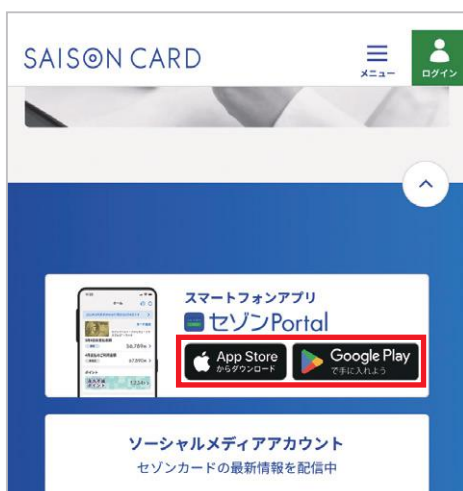 SAISON CARD
メニュー
ログイン
スマートフォンアプリ
セゾンPortal
App Store
からダウンロード
Google Play
で手に入れよう
ソーシャルメディアアカウント
セゾンカードの最新情報を配信中